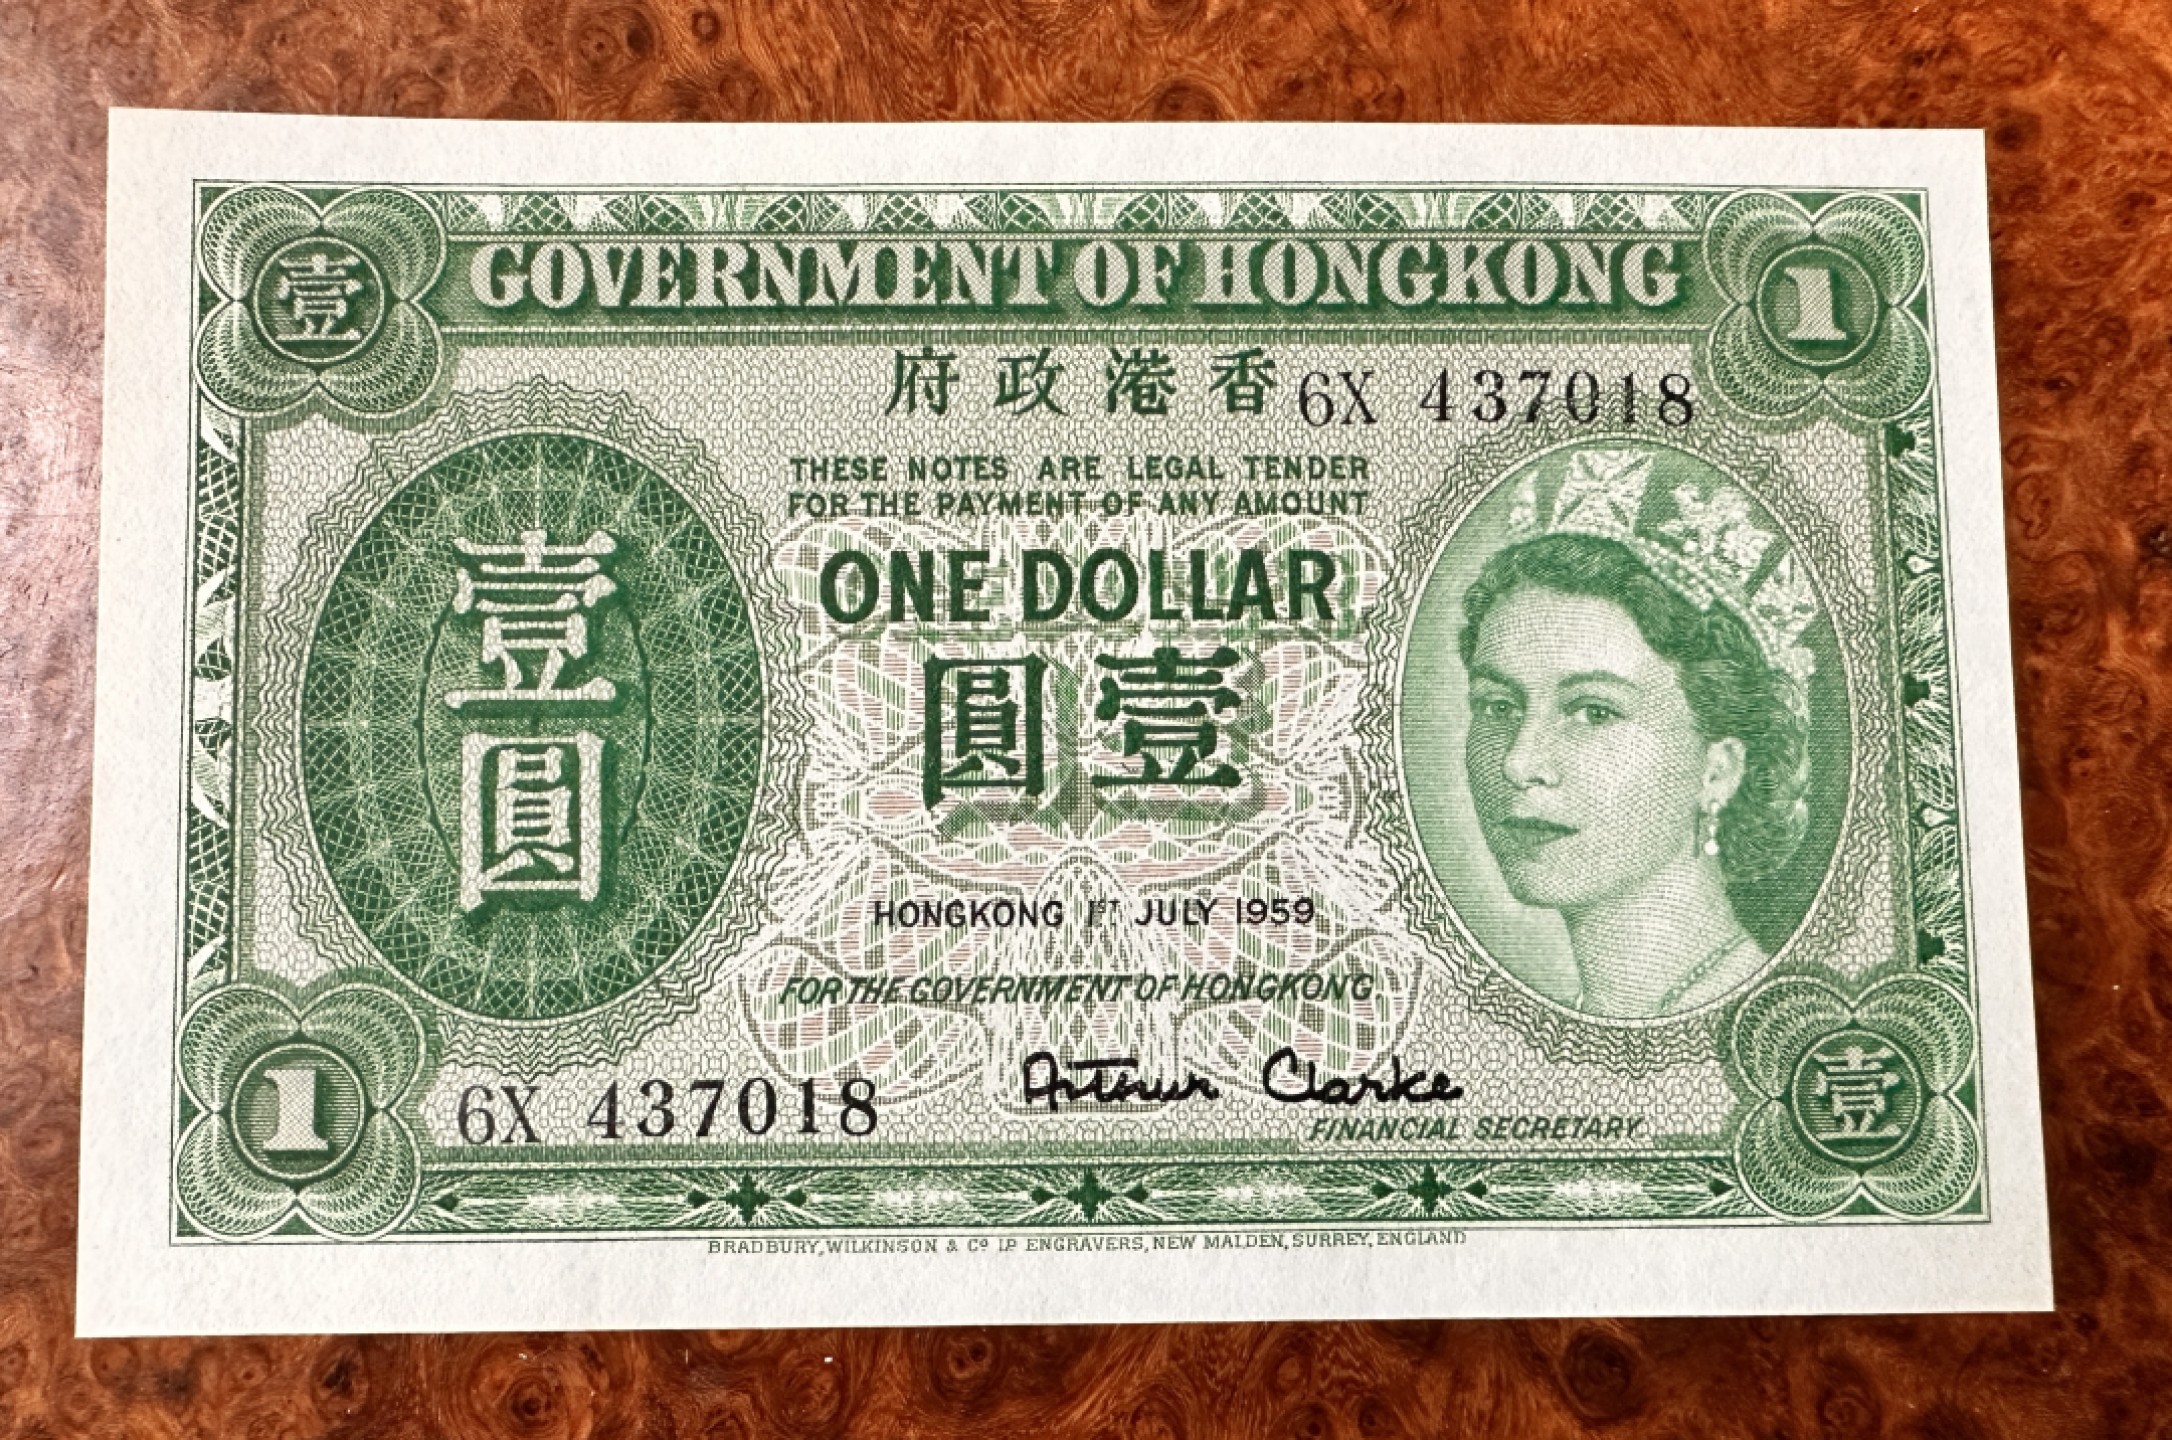 壹
GOVERNMENT OF HONGKONG
1
府政港香
6X 437018
THESE NOTES ARE LEGAL TENDER
FOR THE PAYMENT OF ANY AMOUNT
ONE DOLLAR
圓壹
壹
圓
HONGKONG 1ST JULY 1959
FOR THE GOVERNMENT OF HONGKONG
Arthur Clarke
FINANCIAL SECRETARY
1
6X 437018
壹
BRADBURY, WILKINSON & Co LD ENGRAVERS, NEW MALDEN, SURREY, ENGLAND